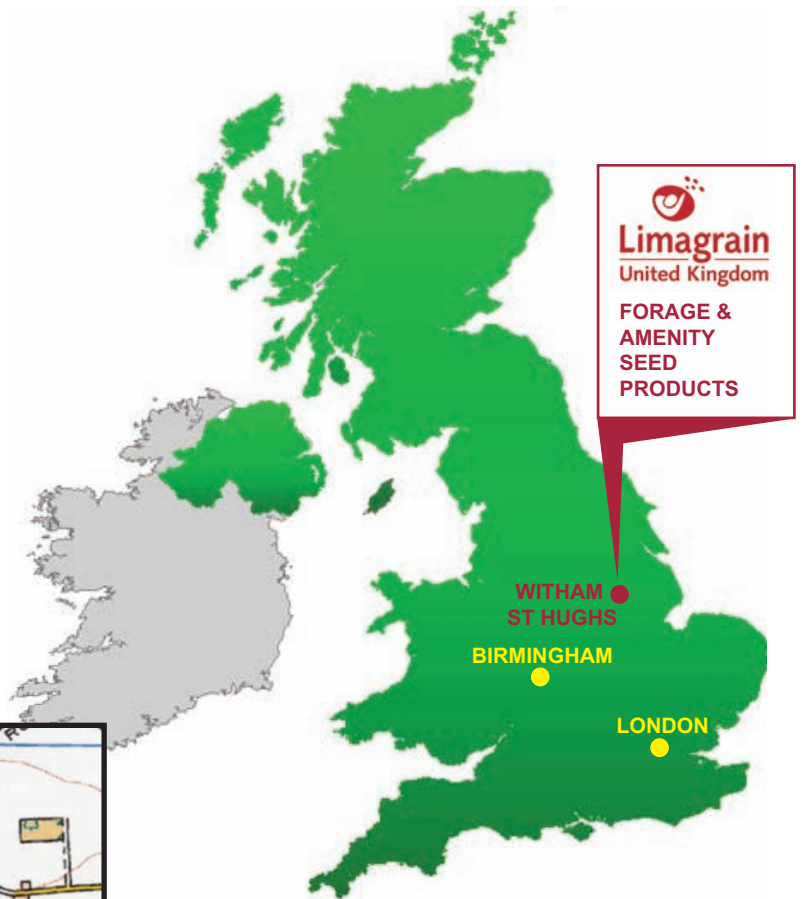 Limagrain
United Kingdom
FORAGE &
AMENITY
SEED
PRODUCTS
WITHAM
ST HUGHS
BIRMINGHAM
LONDON